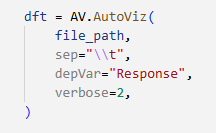 dft = AV.AutoViz(
    file_path,
    sep="\\t",
    depVar="Response",
    verbose=2,
)